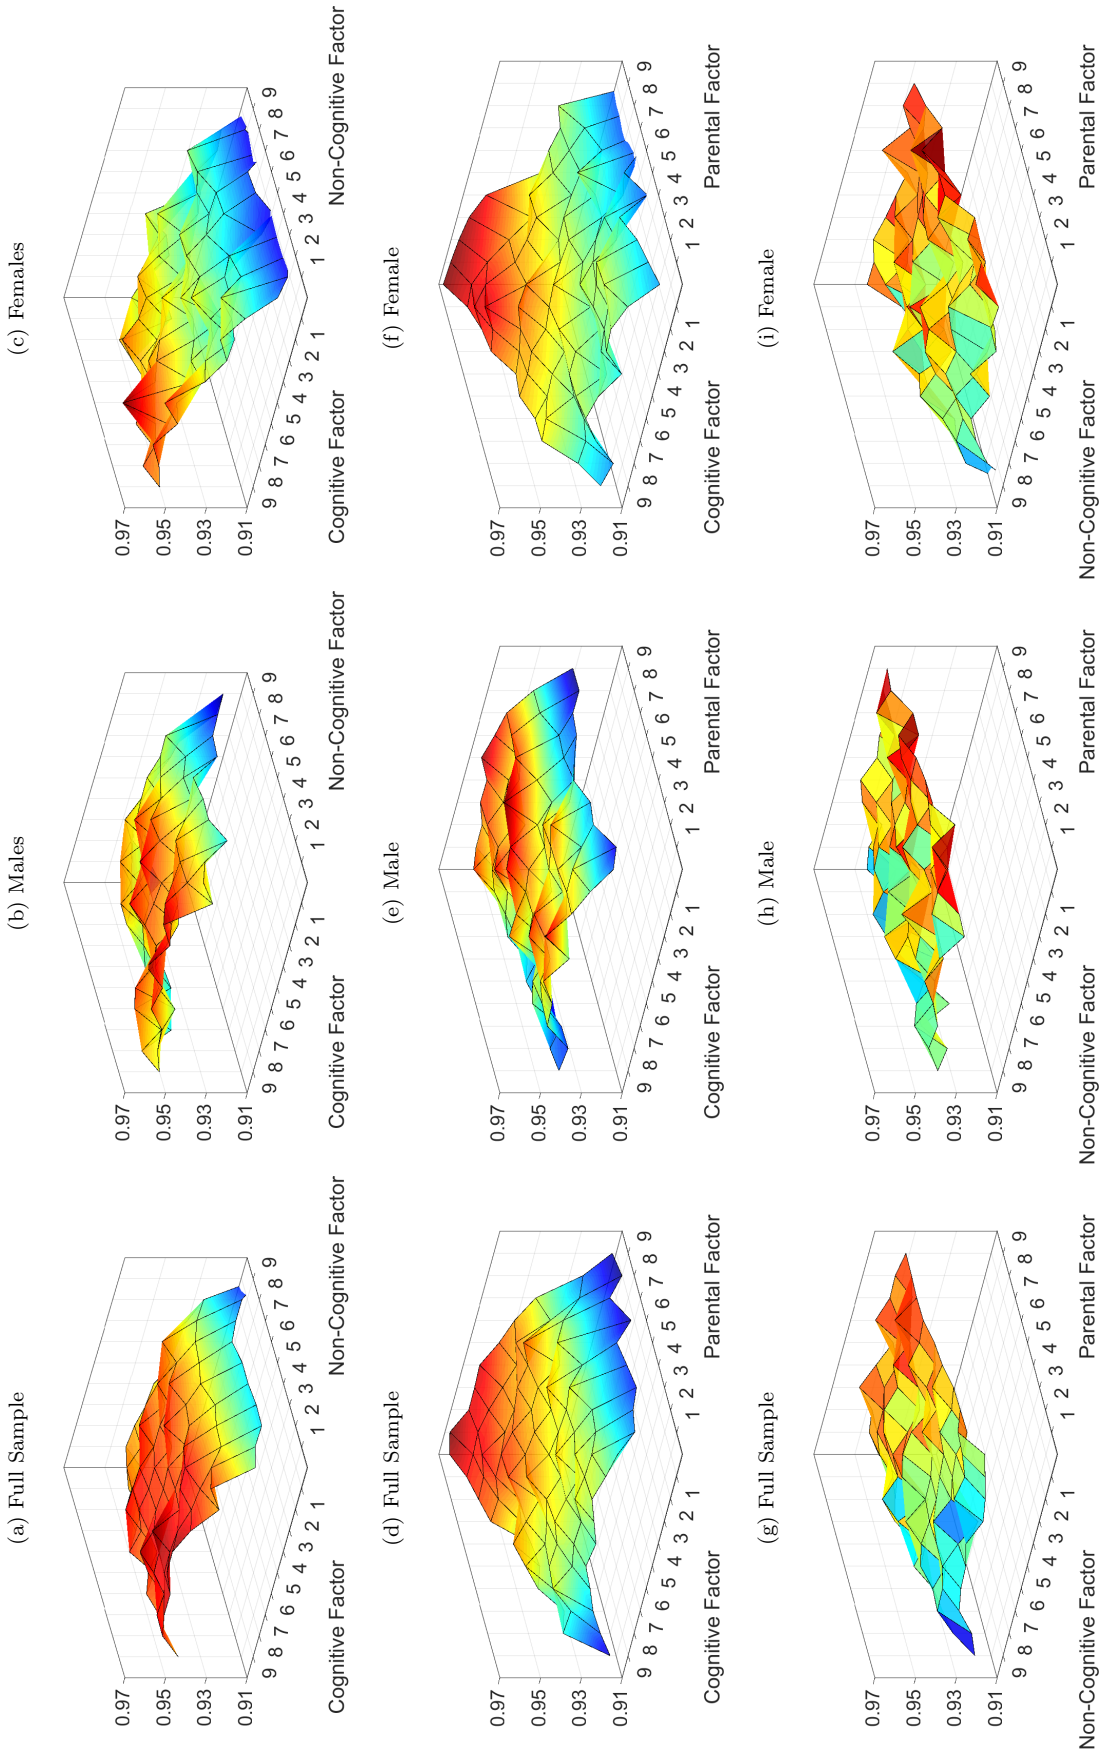 (a) Full Sample
0.97
0.95
0.93
0.91
9 8 7 6 5 4 3 2 1
1 2 3 4 5 6 7 8 9
Cognitive Factor
Non-Cognitive Factor
(b) Males
0.97
0.95
0.93
0.91
9 8 7 6 5 4 3 2 1
1 2 3 4 5 6 7 8 9
Cognitive Factor
Non-Cognitive Factor
(c) Females
0.97
0.95
0.93
0.91
9 8 7 6 5 4 3 2 1
1 2 3 4 5 6 7 8 9
Cognitive Factor
Non-Cognitive Factor
(d) Full Sample
0.97
0.95
0.93
0.91
9 8 7 6 5 4 3 2 1
1 2 3 4 5 6 7 8 9
Cognitive Factor
Parental Factor
(e) Male
0.97
0.95
0.93
0.91
9 8 7 6 5 4 3 2 1
1 2 3 4 5 6 7 8 9
Cognitive Factor
Parental Factor
(f) Female
0.97
0.95
0.93
0.91
9 8 7 6 5 4 3 2 1
1 2 3 4 5 6 7 8 9
Cognitive Factor
Parental Factor
(g) Full Sample
0.97
0.95
0.93
0.91
9 8 7 6 5 4 3 2 1
1 2 3 4 5 6 7 8 9
Non-Cognitive Factor
Parental Factor
(h) Male
0.97
0.95
0.93
0.91
9 8 7 6 5 4 3 2 1
1 2 3 4 5 6 7 8 9
Non-Cognitive Factor
Parental Factor
(i) Female
0.97
0.95
0.93
0.91
9 8 7 6 5 4 3 2 1
1 2 3 4 5 6 7 8 9
Non-Cognitive Factor
Parental Factor